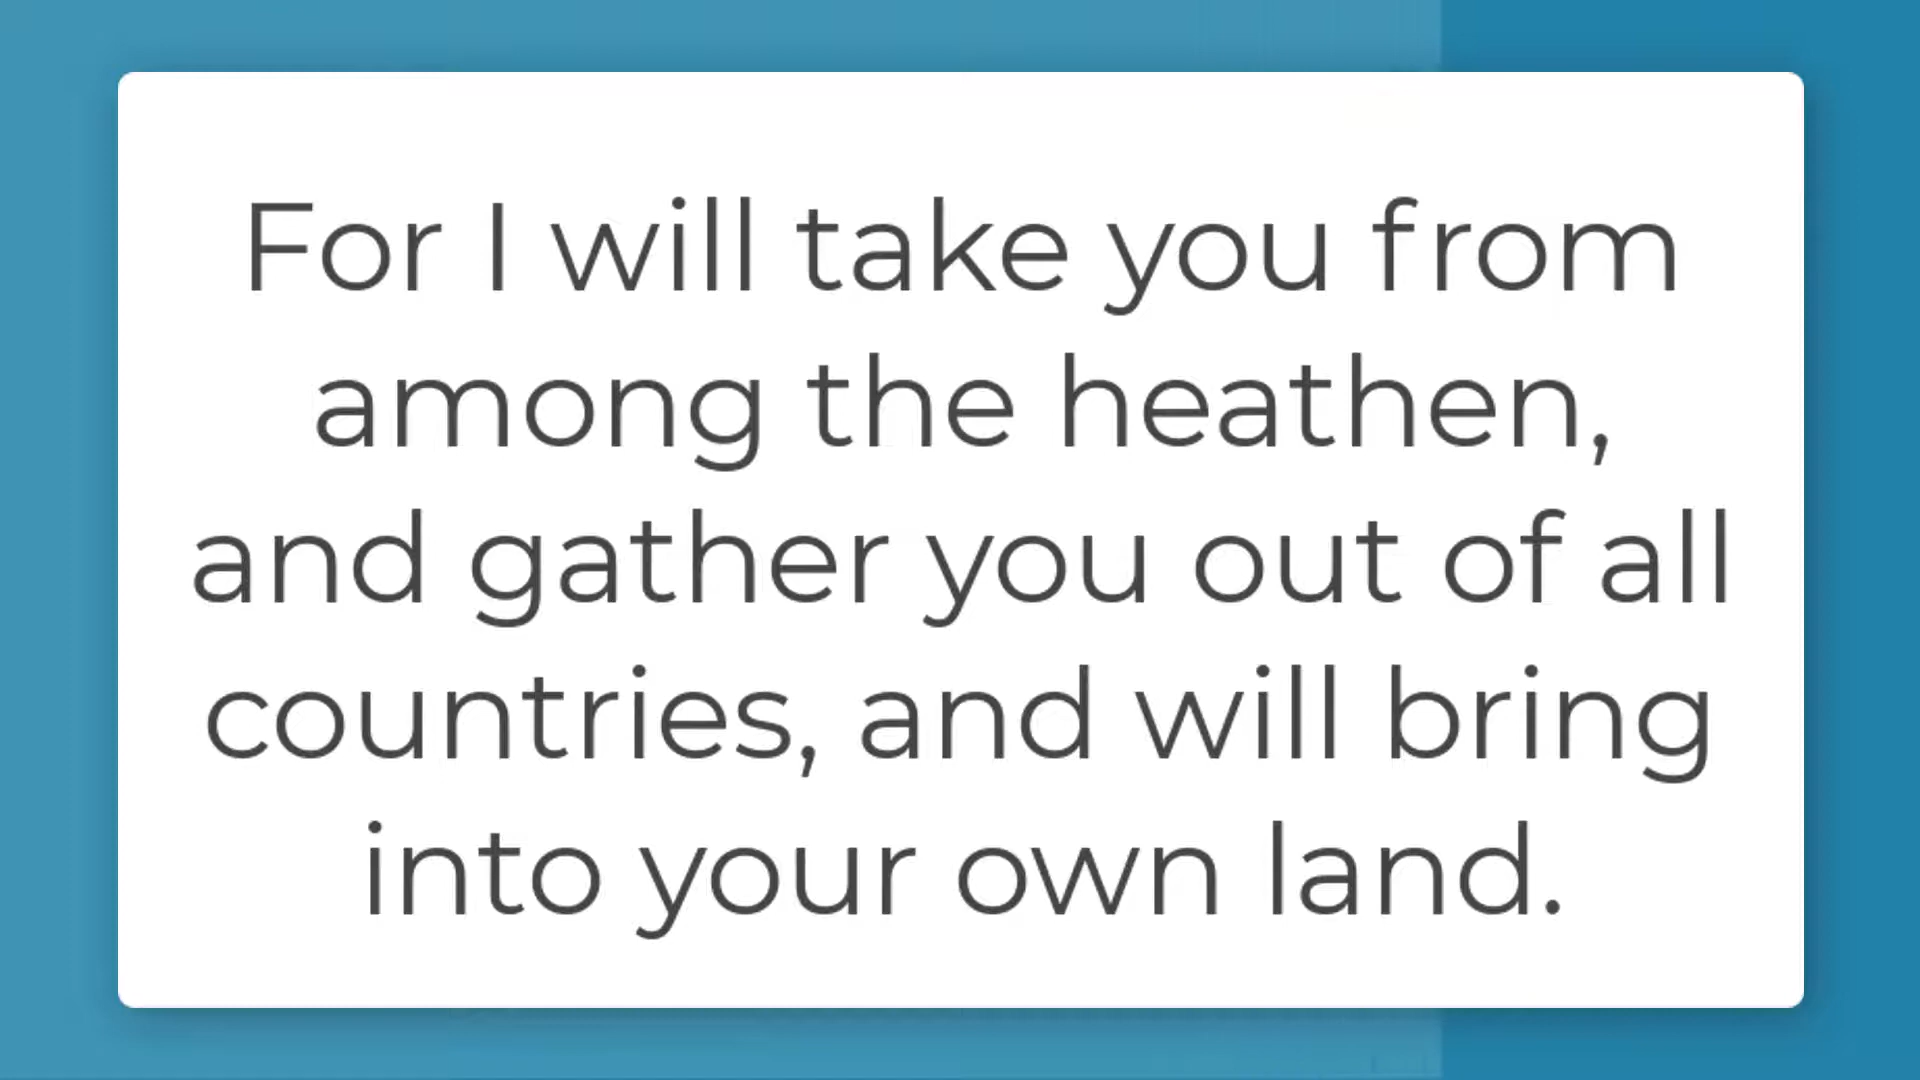 For I will take you from
among the heathen,
and gather you out of all
countries, and will bring
into your own land.